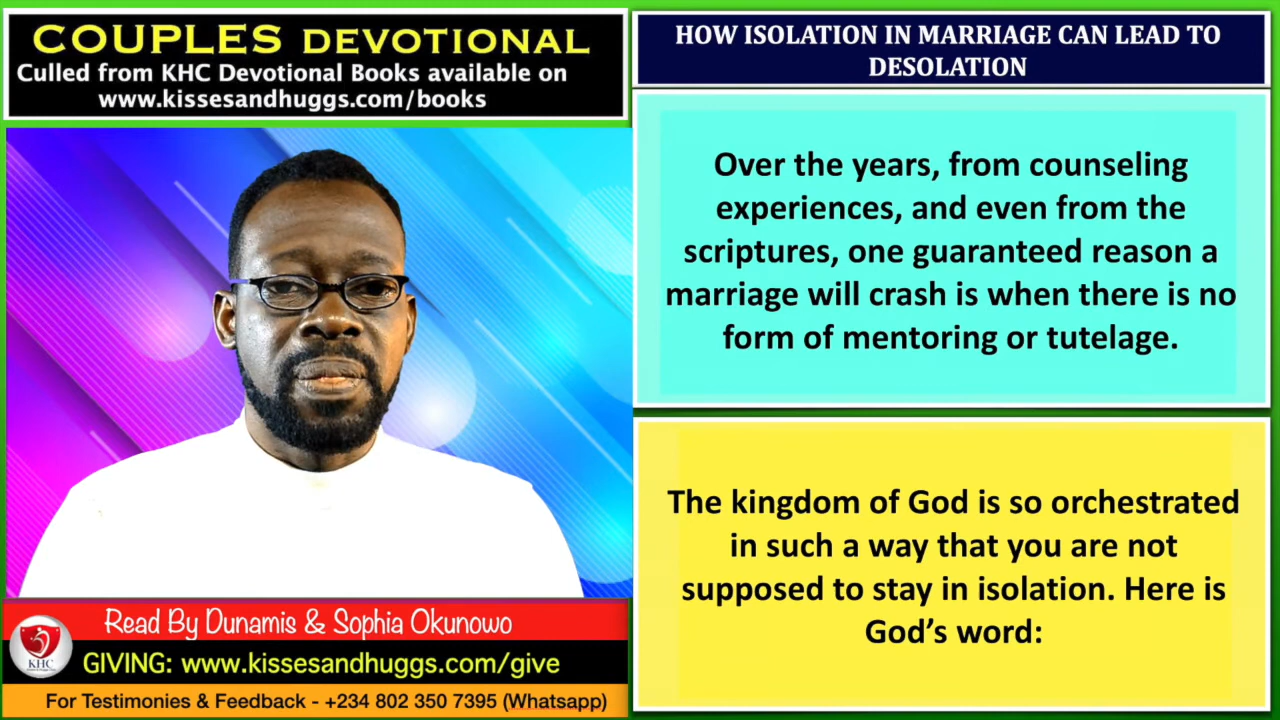 COUPLES DEVOTIONAL
Culled from KHC Devotional Books available on
www.kissesandhuggs.com/books
HOW ISOLATION IN MARRIAGE CAN LEAD TO
DESOLATION
Over the years, from counseling
experiences, and even from the
scriptures, one guaranteed reason a
marriage will crash is when there is no
form of mentoring or tutelage.
The kingdom of God is so orchestrated
in such a way that you are not
supposed to stay in isolation. Here is
God’s word:
Read By Dunamis & Sophia Okunowo
KHC
GIVING: www.kissesandhuggs.com/give
For Testimonies & Feedback - +234 802 350 7395 (Whatsapp)